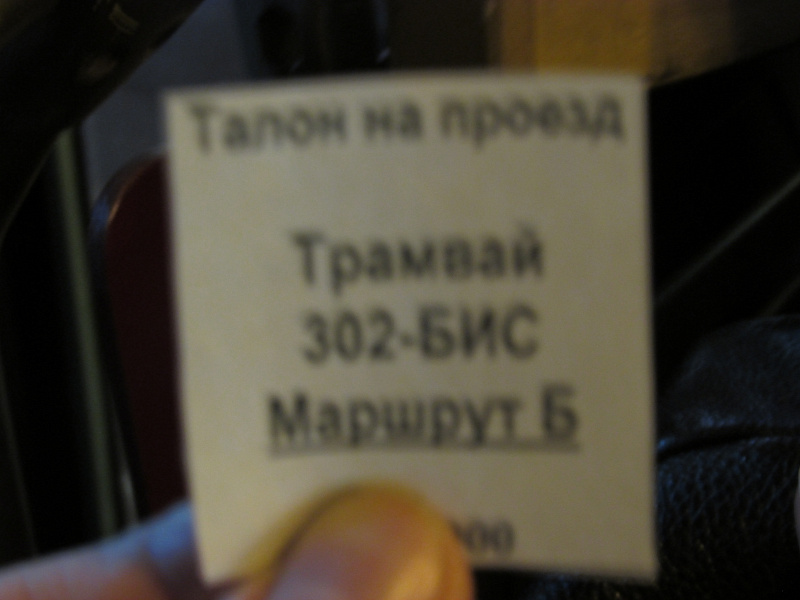 Талон на проезд
Трамвай
302-БИС
Маршрут Б